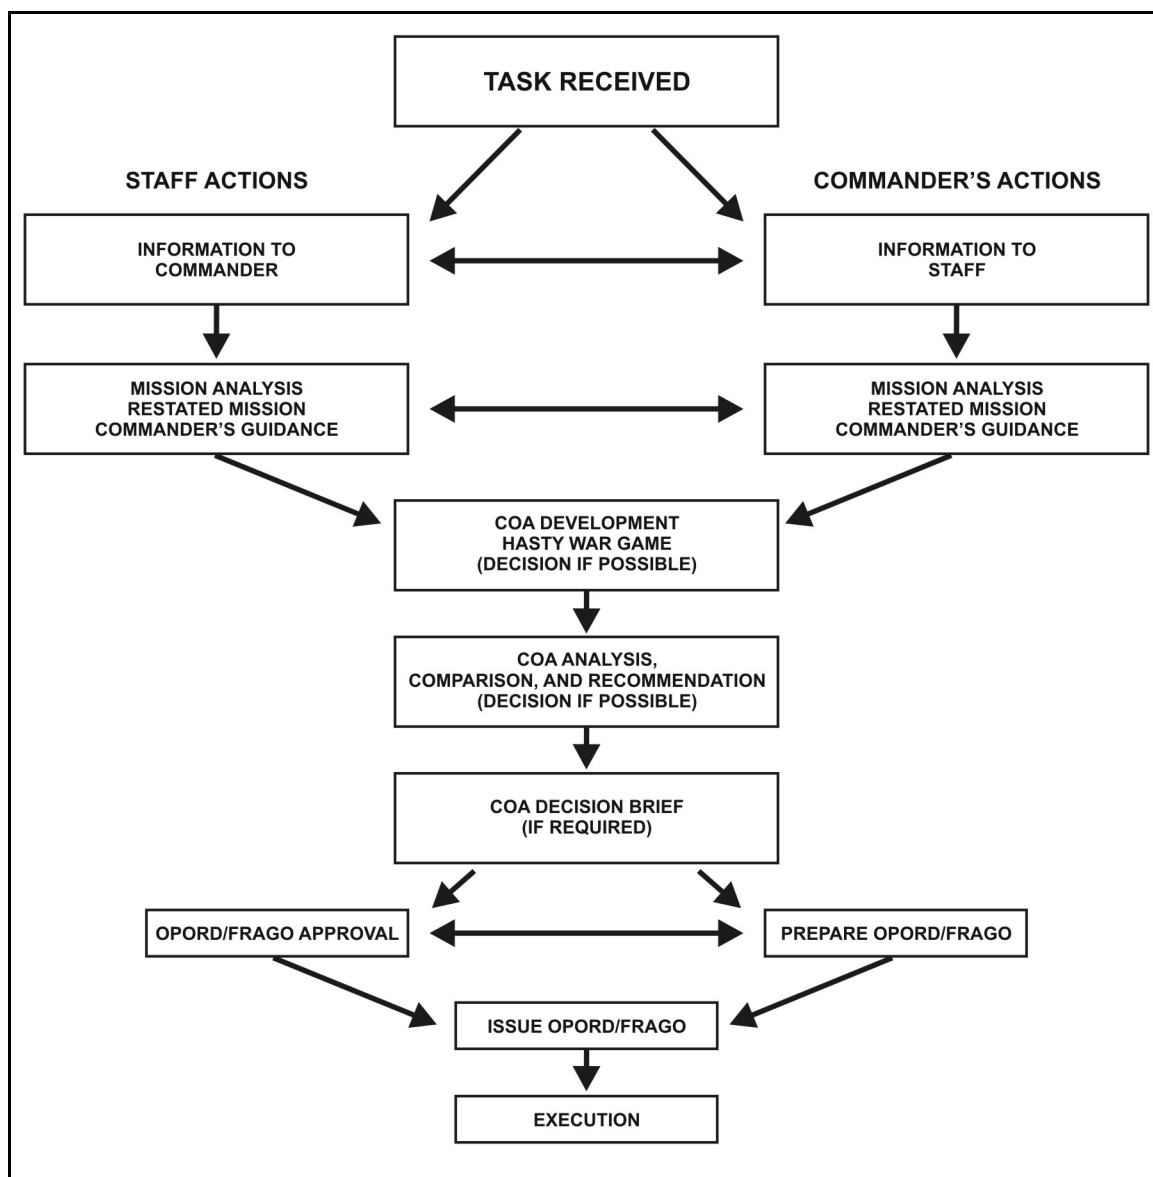 TASK RECEIVED
STAFF ACTIONS
COMMANDER’S ACTIONS
INFORMATION TO
COMMANDER
INFORMATION TO
STAFF
MISSION ANALYSIS
RESTATED MISSION
COMMANDER’S GUIDANCE
MISSION ANALYSIS
RESTATED MISSION
COMMANDER’S GUIDANCE
COA DEVELOPMENT
HASTY WAR GAME
(DECISION IF POSSIBLE)
COA ANALYSIS,
COMPARISON, AND RECOMMENDATION
(DECISION IF POSSIBLE)
COA DECISION BRIEF
(IF REQUIRED)
OPORD/FRAGO APPROVAL
PREPARE OPORD/FRAGO
ISSUE OPORD/FRAGO
EXECUTION